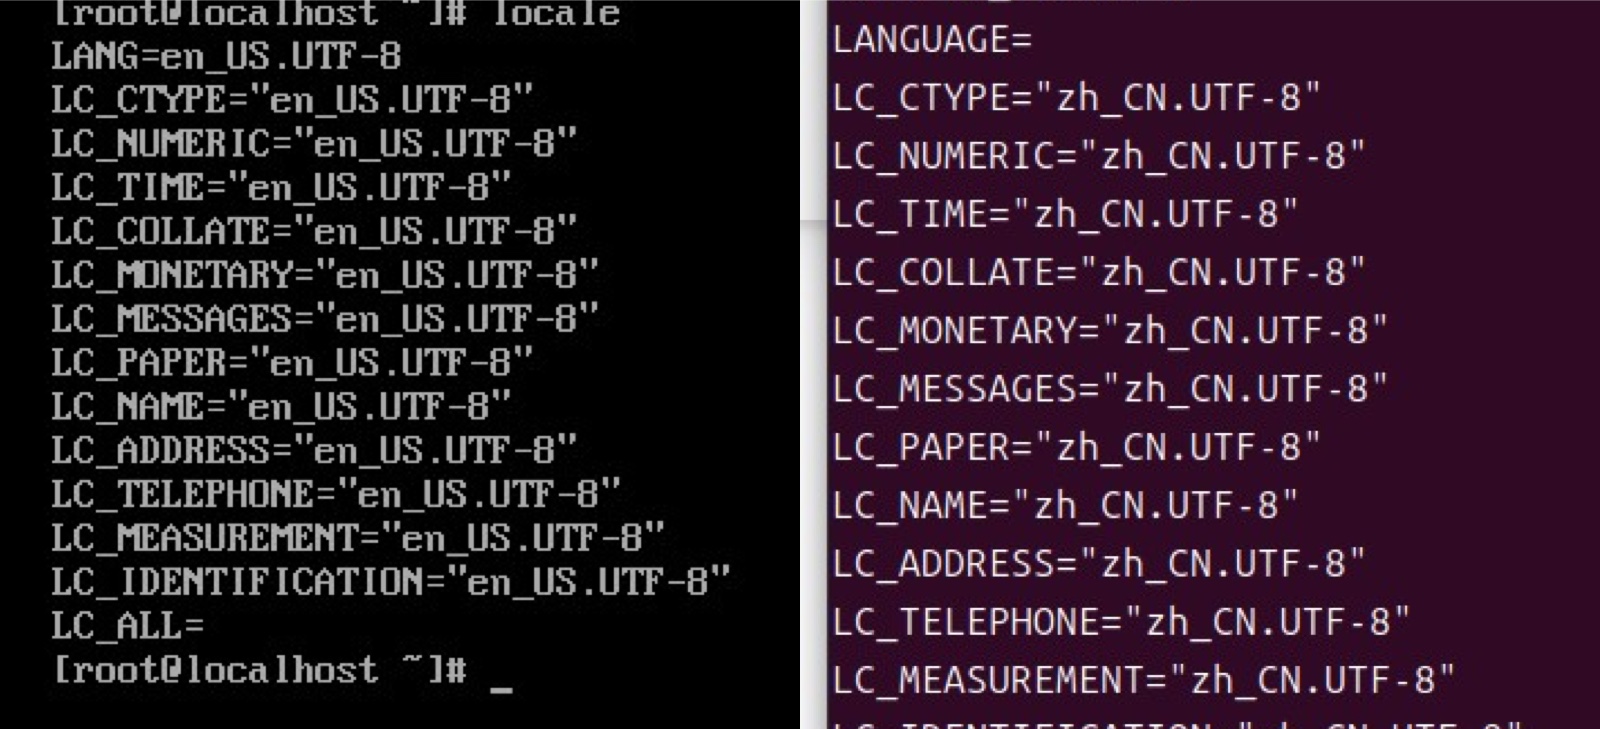 [root@localhost ~]# locale
LANG=en_US.UTF-8
LC_CTYPE="en_US.UTF-8"
LC_NUMERIC="en_US.UTF-8"
LC_TIME="en_US.UTF-8"
LC_COLLATE="en_US.UTF-8"
LC_MONETARY="en_US.UTF-8"
LC_MESSAGES="en_US.UTF-8"
LC_PAPER="en_US.UTF-8"
LC_NAME="en_US.UTF-8"
LC_ADDRESS="en_US.UTF-8"
LC_TELEPHONE="en_US.UTF-8"
LC_MEASUREMENT="en_US.UTF-8"
LC_IDENTIFICATION="en_US.UTF-8"
LC_ALL=
[root@localhost ~]# _
LANGUAGE=
LC_CTYPE="zh_CN.UTF-8"
LC_NUMERIC="zh_CN.UTF-8"
LC_TIME="zh_CN.UTF-8"
LC_COLLATE="zh_CN.UTF-8"
LC_MONETARY="zh_CN.UTF-8"
LC_MESSAGES="zh_CN.UTF-8"
LC_PAPER="zh_CN.UTF-8"
LC_NAME="zh_CN.UTF-8"
LC_ADDRESS="zh_CN.UTF-8"
LC_TELEPHONE="zh_CN.UTF-8"
LC_MEASUREMENT="zh_CN.UTF-8"
LC_IDENTIFICATION="zh_CN.UTF-8"